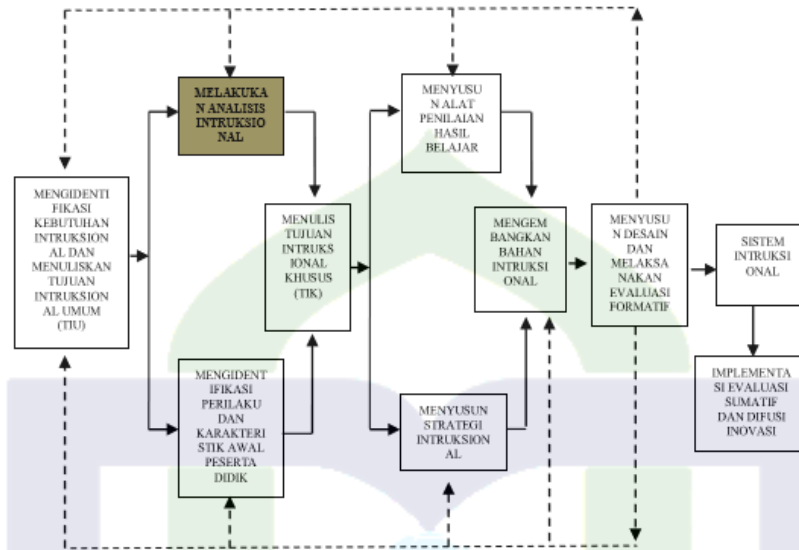 MELAKUKA
N ANALISIS
INTRUKSIO
NAL
MENYUSU
N ALAT
PENILAIAN
HASIL
BELAJAR
MENGIDENTI
FIKASI
KEBUTUHAN
INTRUKSION
AL DAN
MENULISKAN
TUJUAN
INTRUKSION
AL UMUM
(TIU)
MENULIS
TUJUAN
INTRUKS
IONAL
KHUSUS
(TIK)
MENGEM
BANGKAN
BAHAN
INTRUKSI
ONAL
MENYUSU
N DESAIN
DAN
MELAKSA
NAKAN
EVALUASI
FORMATIF
SISTEM
INTRUKSI
ONAL
MENGIDENT
IFIKASI
PERILAKU
DAN
KARAKTERI
STIK AWAL
PESERTA
DIDIK
MENYUSUN
STRATEGI
INTRUKSION
AL
IMPLEMENTA
SI EVALUASI
SUMATIF
DAN DIFUSI
INOVASI